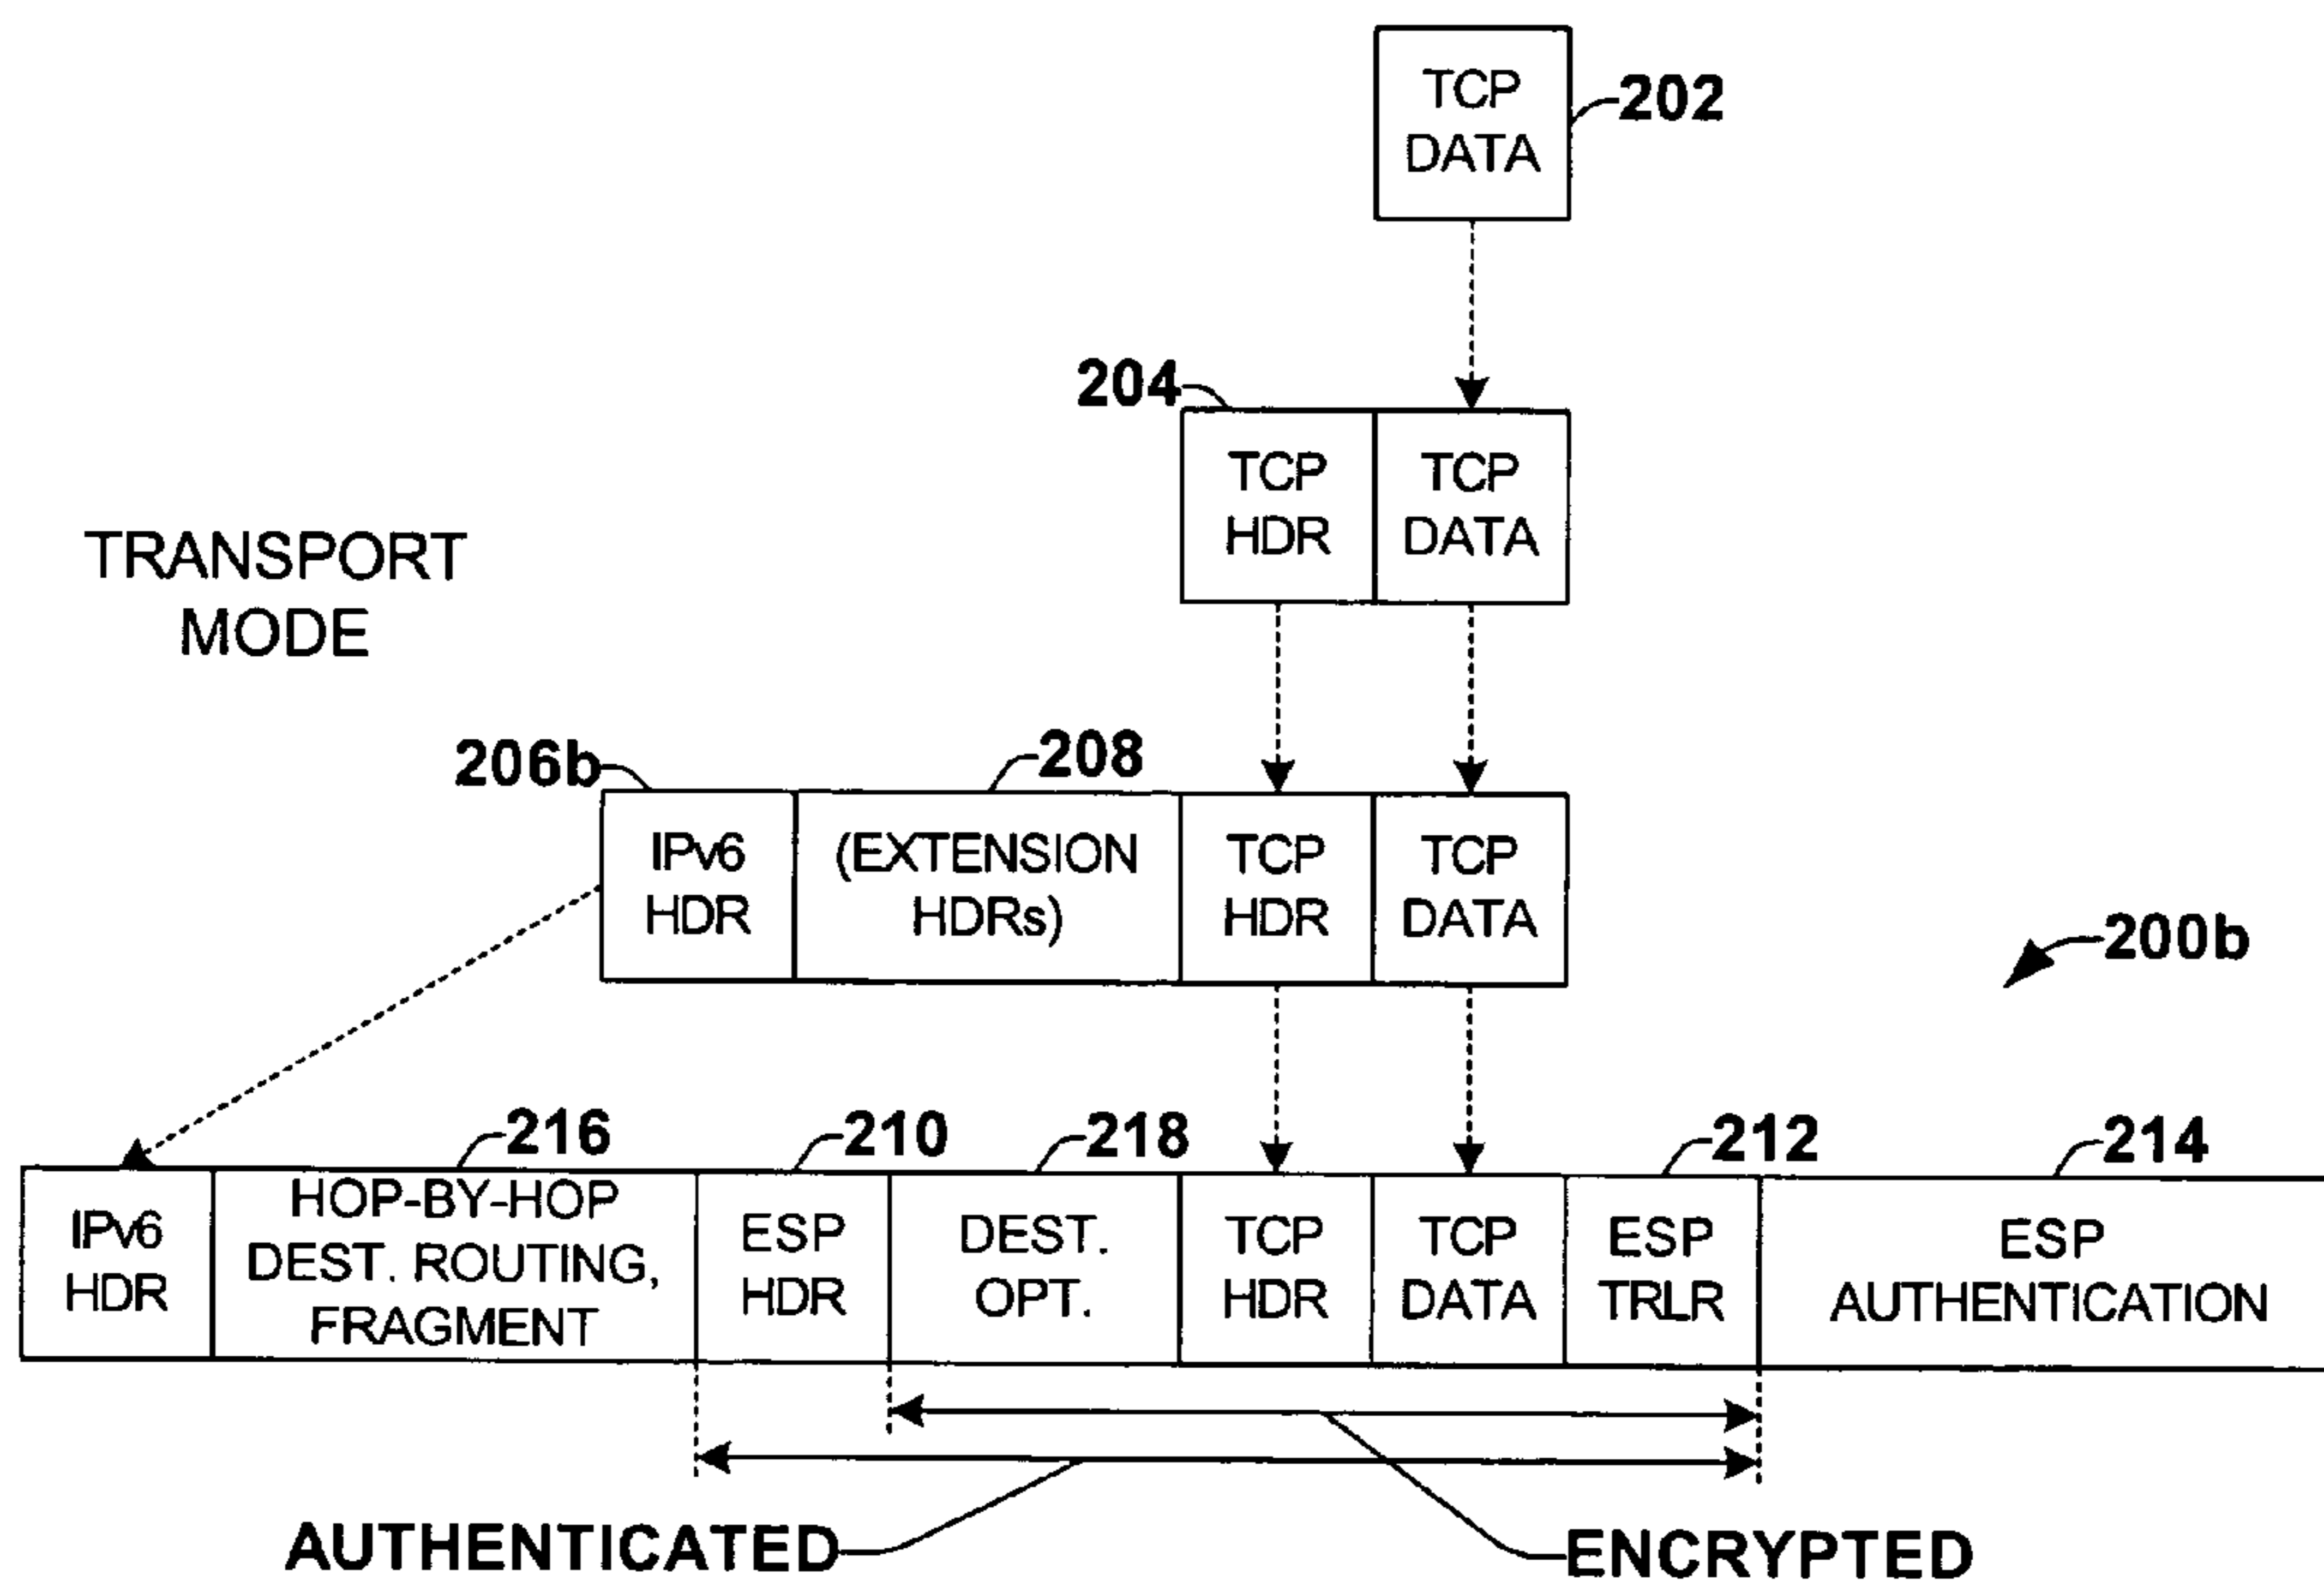 TCP
DATA
202
204
TCP
HDR
TCP
DATA
TRANSPORT
MODE
206b
208
IPv6
HDR
(EXTENSION
HDRs)
TCP
HDR
TCP
DATA
200b
216
210
218
212
214
IPv6
HDR
HOP-BY-HOP
DEST. ROUTING,
FRAGMENT
ESP
HDR
DEST.
OPT.
TCP
HDR
TCP
DATA
ESP
TRLR
ESP
AUTHENTICATION
AUTHENTICATED
ENCRYPTED